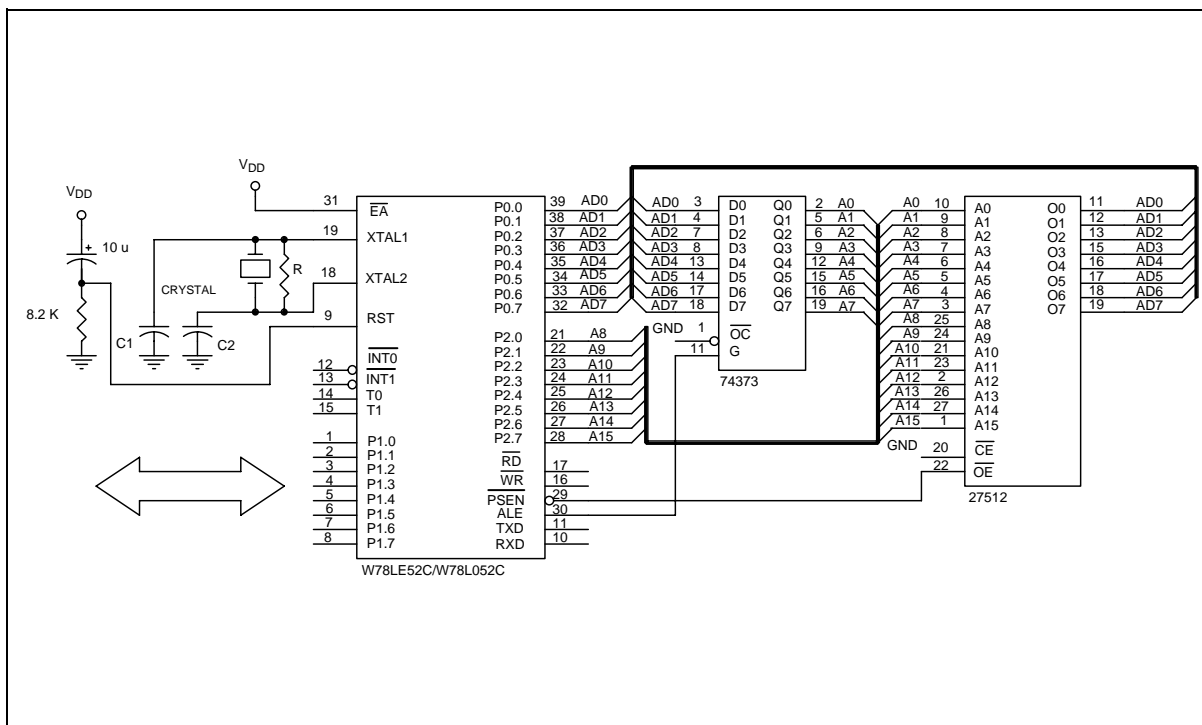 VDD
10 u
8.2 K
VDD
CRYSTAL
R
C1
C2
31 EA
19 XTAL1
18 XTAL2
9 RST
12 INT0
13 INT1
14 T0
15 T1
1 P1.0
2 P1.1
3 P1.2
4 P1.3
5 P1.4
6 P1.5
7 P1.6
8 P1.7
P0.0 39 AD0
P0.1 38 AD1
P0.2 37 AD2
P0.3 36 AD3
P0.4 35 AD4
P0.5 34 AD5
P0.6 33 AD6
P0.7 32 AD7
P2.0 21 A8
P2.1 22 A9
P2.2 23 A10
P2.3 24 A11
P2.4 25 A12
P2.5 26 A13
P2.6 27 A14
P2.7 28 A15
RD 17
WR 16
PSEN 29
ALE 30
TXD 11
RXD 10
W78LE52C/W78L052C
AD0 3 D0 Q0 2 A0
AD1 4 D1 Q1 5 A1
AD2 7 D2 Q2 6 A2
AD3 8 D3 Q3 9 A3
AD4 13 D4 Q4 12 A4
AD5 14 D5 Q5 15 A5
AD6 17 D6 Q6 16 A6
AD7 18 D7 Q7 19 A7
GND 1 OC
11 G
74373
A0 10 A0 O0 11 AD0
A1 9 A1 O1 12 AD1
A2 8 A2 O2 13 AD2
A3 7 A3 O3 15 AD3
A4 6 A4 O4 16 AD4
A5 5 A5 O5 17 AD5
A6 4 A6 O6 18 AD6
A7 3 A7 O7 19 AD7
A8 25 A8
A9 24 A9
A10 21 A10
A11 23 A11
A12 2 A12
A13 26 A13
A14 27 A14
A15 1 A15
GND 20 CE
22 OE
27512